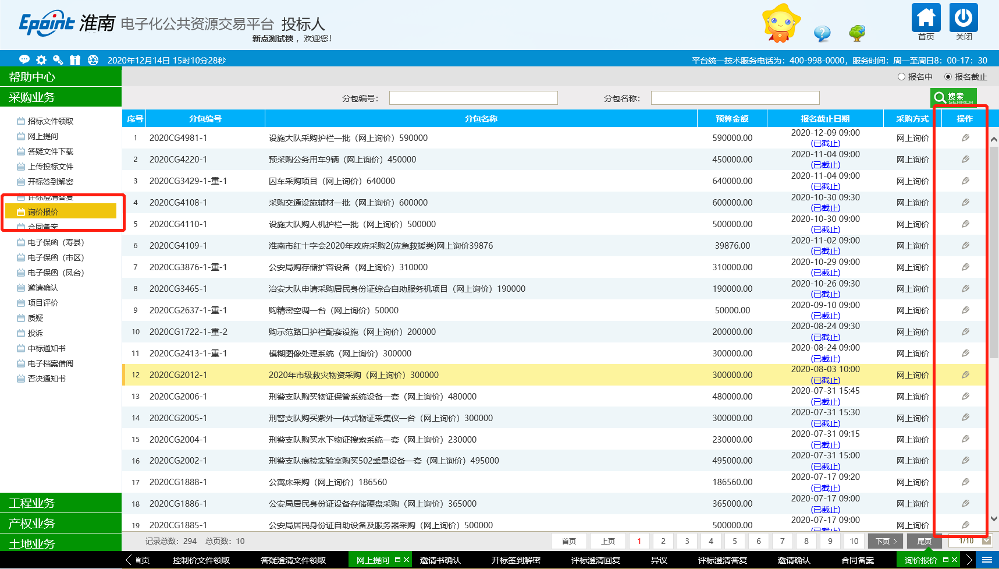 Epoint 淮南 电子化公共资源交易平台 投标人
新点测试锁，欢迎您！
首页
关闭
2020年12月14日 15时10分28秒
平台统一技术服务电话为：400-998-0000，服务时间：周一至周日8：00-17：30
帮助中心
采购业务
招标文件领取
网上提问
答疑文件下载
上传投标文件
开标签到解密
评标澄清答复
询价报价
合同备案
电子保函（寿县）
电子保函（市区）
电子保函（凤台）
邀请确认
项目评价
质疑
投诉
中标通知书
电子档案借阅
否决通知书
工程业务
产权业务
土地业务
报名中 报名截止
分包编号： 分包名称： 搜索 SEARCH
序号 分包编号 分包名称 预算金额 报名截止日期 采购方式 操作
1 2020CG4981-1 设施大队采购护栏一批（网上询价）590000 590000.00 2020-12-09 09:00 (已截止) 网上询价
2 2020CG4220-1 预采购公务用车9辆（网上询价）450000 450000.00 2020-11-04 09:00 (已截止) 网上询价
3 2020CG3429-1-重-1 囚车采购项目（网上询价）640000 640000.00 2020-11-04 09:00 (已截止) 网上询价
4 2020CG4108-1 采购交通设施辅材一批（网上询价）600000 600000.00 2020-10-30 09:30 (已截止) 网上询价
5 2020CG4110-1 设施大队购人机护栏一批（网上询价）500000 500000.00 2020-10-30 09:00 (已截止) 网上询价
6 2020CG4109-1 淮南市红十字会2020年政府采购2(应急救援类)网上询价39876 39876.00 2020-11-02 09:00 (已截止) 网上询价
7 2020CG3876-1-重-1 公安局购存储扩容设备（网上询价）310000 310000.00 2020-10-29 09:00 (已截止) 网上询价
8 2020CG3465-1 治安大队申请采购居民身份证综合自助服务机项目（网上询价）190000 190000.00 2020-10-26 09:30 (已截止) 网上询价
9 2020CG2637-1-重-1 购精密空调一台（网上询价）50000 50000.00 2020-09-10 09:00 (已截止) 网上询价
10 2020CG1722-1-重-2 购示范路口护栏配套设施（网上询价）200000 200000.00 2020-08-24 09:30 (已截止) 网上询价
11 2020CG2413-1-重-1 模糊图像处理系统（网上询价）300000 300000.00 2020-08-24 09:00 (已截止) 网上询价
12 2020CG2012-1 2020年市级救灾物资采购（网上询价）300000 300000.00 2020-08-03 10:00 (已截止) 网上询价
13 2020CG2006-1 刑警支队购买物证保管系统设备一套（网上询价）480000 480000.00 2020-07-31 15:45 (已截止) 网上询价
14 2020CG2005-1 刑警支队购买紫外一体式物证采集仪一台（网上询价）300000 300000.00 2020-07-31 15:30 (已截止) 网上询价
15 2020CG2004-1 刑警支队购买水下物证搜索系统一套（网上询价）230000 230000.00 2020-07-31 09:15 (已截止) 网上询价
16 2020CG2002-1 刑警支队痕检实验室购买502熏显设备一套（网上询价）495000 495000.00 2020-07-31 15:00 (已截止) 网上询价
17 2020CG1888-1 公寓床采购（网上询价）186560 186560.00 2020-07-17 09:20 (已截止) 网上询价
18 2020CG1886-1 公安局居民身份证设备存储硬盘采购（网上询价）365000 365000.00 2020-07-17 09:00 (已截止) 网上询价
19 2020CG1885-1 公安局居民身份证自助设备及服务器采购（网上询价）500000 500000.00 2020-07-17 09:00 (已截止) 网上询价
记录总数：294 总页数：10 首页 上页 1 2 3 4 5 6 7 8 9 10 下页 尾页 1/10
首页 控制价文件领取 答疑澄清文件领取 网上提问 邀请书确认 开标签到解密 评标澄清回复 异议 评标澄清答复 邀请确认 合同备案 询价报价